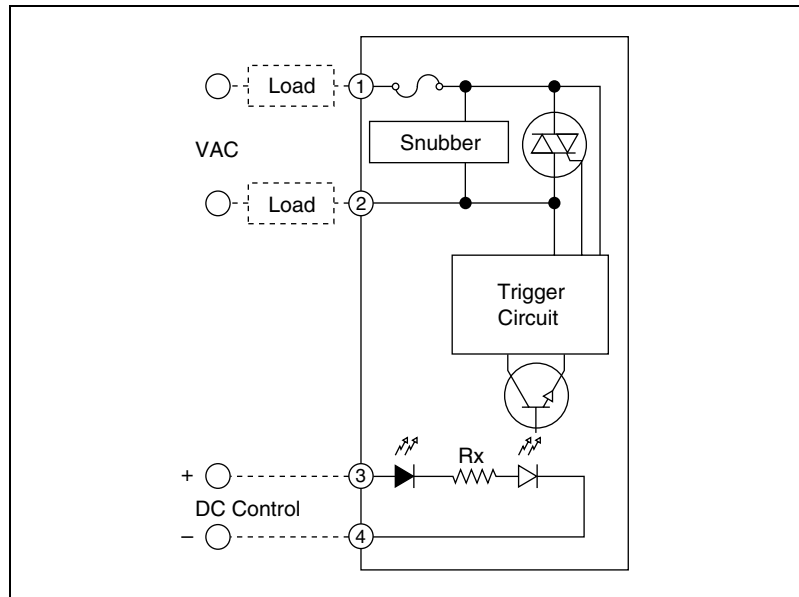 Load
1
VAC
Snubber
Load
2
Trigger
Circuit
Rx
+
3
DC Control
–
4